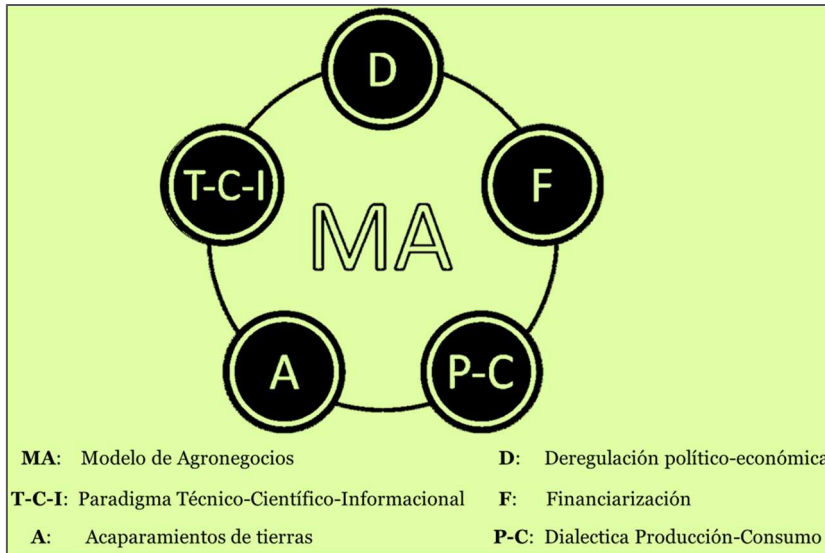 D
T-C-I
F
MA
A
P-C
MA: Modelo de Agronegocios
D: Deregulación político-económica
T-C-I: Paradigma Técnico-Científico-Informacional
F: Financiarización
A: Acaparamientos de tierras
P-C: Dialectica Producción-Consumo